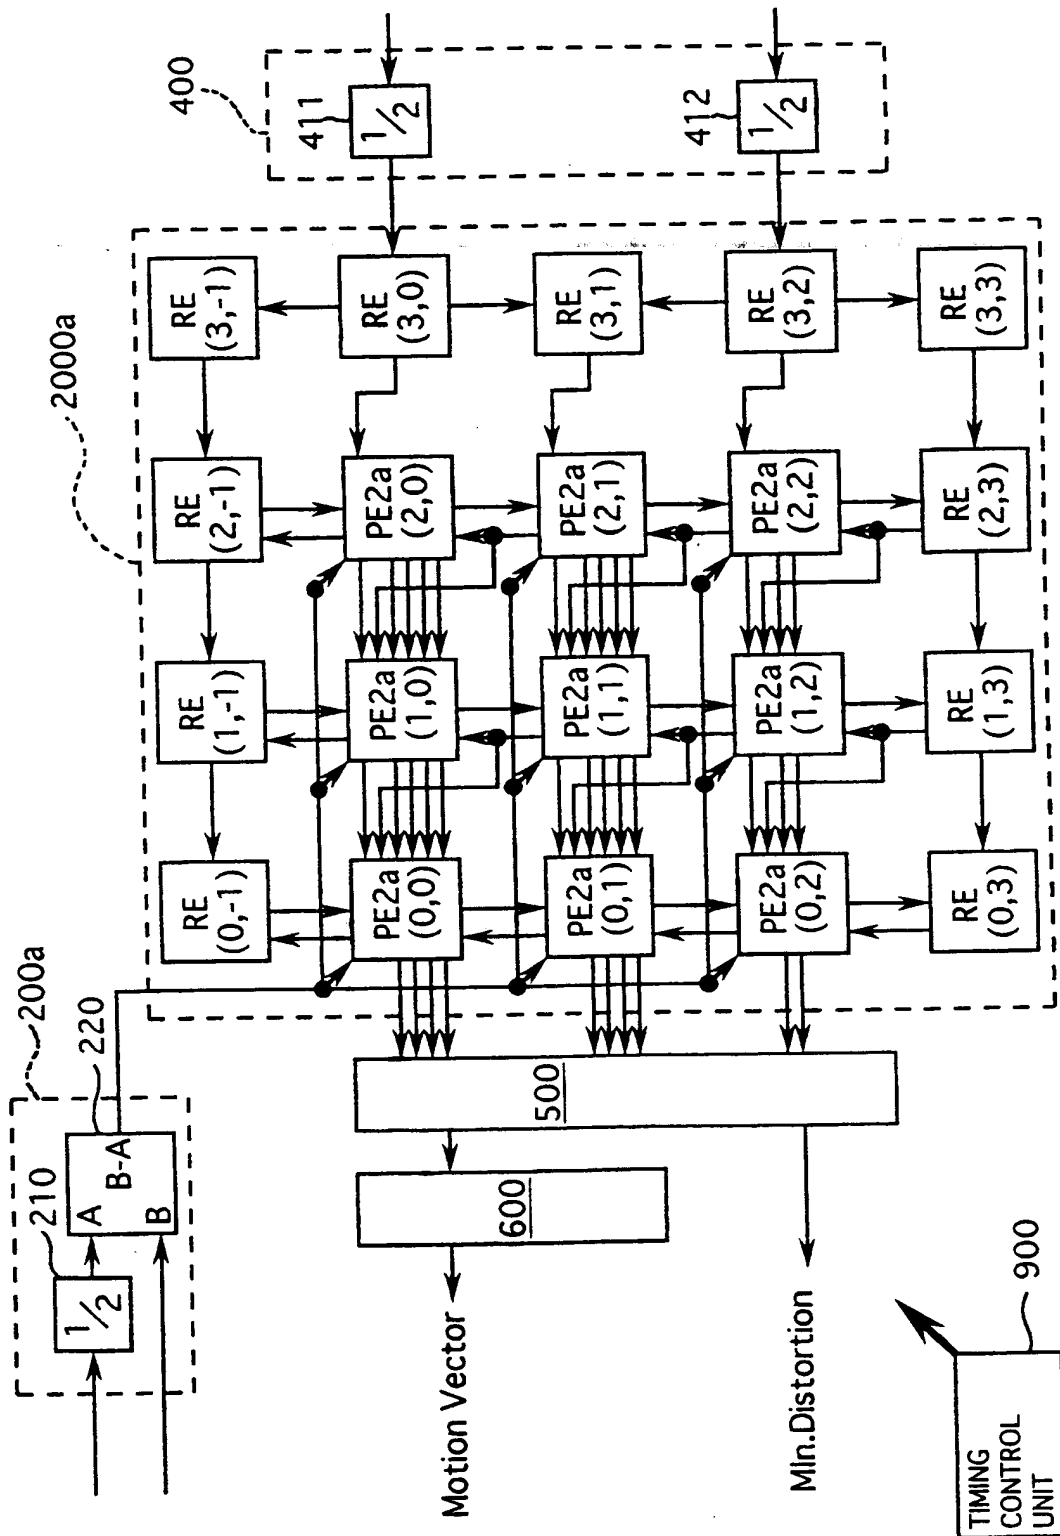 400
411
1/2
412
1/2
2000a
RE
(3,-1)
RE
(3,0)
RE
(3,1)
RE
(3,2)
RE
(3,3)
RE
(2,-1)
PE2a
(2,0)
PE2a
(2,1)
PE2a
(2,2)
RE
(2,3)
RE
(1,-1)
PE2a
(1,0)
PE2a
(1,1)
PE2a
(1,2)
RE
(1,3)
RE
(0,-1)
PE2a
(0,0)
PE2a
(0,1)
PE2a
(0,2)
RE
(0,3)
200a
220
210
A
B-A
B
1/2
500
600
Motion Vector
MIn.Distortion
900
TIMING
CONTROL
UNIT